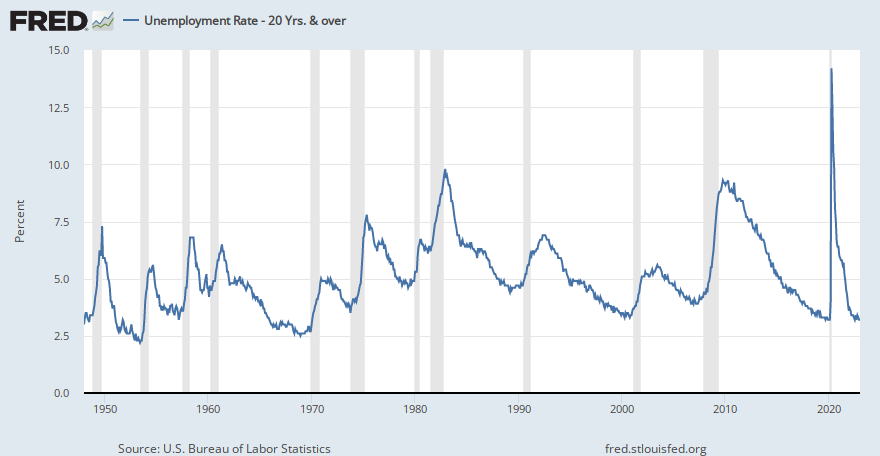 FRED
Unemployment Rate - 20 Yrs. & over
15.0
12.5
10.0
7.5
5.0
2.5
0.0
Percent
1950 1960 1970 1980 1990 2000 2010 2020
Source: U.S. Bureau of Labor Statistics
fred.stlouisfed.org